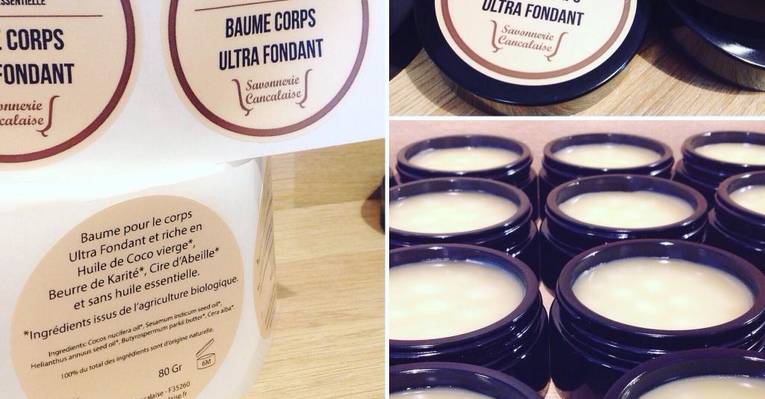 ESSENTIELLE
E CORPS
FONDANT
onnerie
calaise
BAUME CORPS
ULTRA FONDANT
Savonnerie
Cancalaise
ULTRA FONDANT
Savonnerie
Cancalaise
Baume pour le corps
Ultra Fondant et riche en
Huile de Coco vierge*,
Beurre de Karité*, Cire d'Abeille*
et sans huile essentielle.
*Ingrédients issus de l'agriculture biologique.
Ingredients: Cocos nucifera oil*, Sesamum indicum seed oil*,
Helianthus annuus seed oil*, Butyrospermum parkii butter*, Cera alba*
100% du total des ingrédients sont d'origine naturelle.
80 Gr
6M
ncalaise - F35260
laise.fr